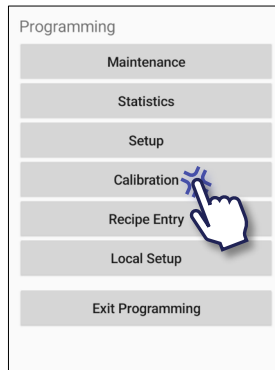 Programming
Maintenance
Statistics
Setup
Calibration
Recipe Entry
Local Setup
Exit Programming